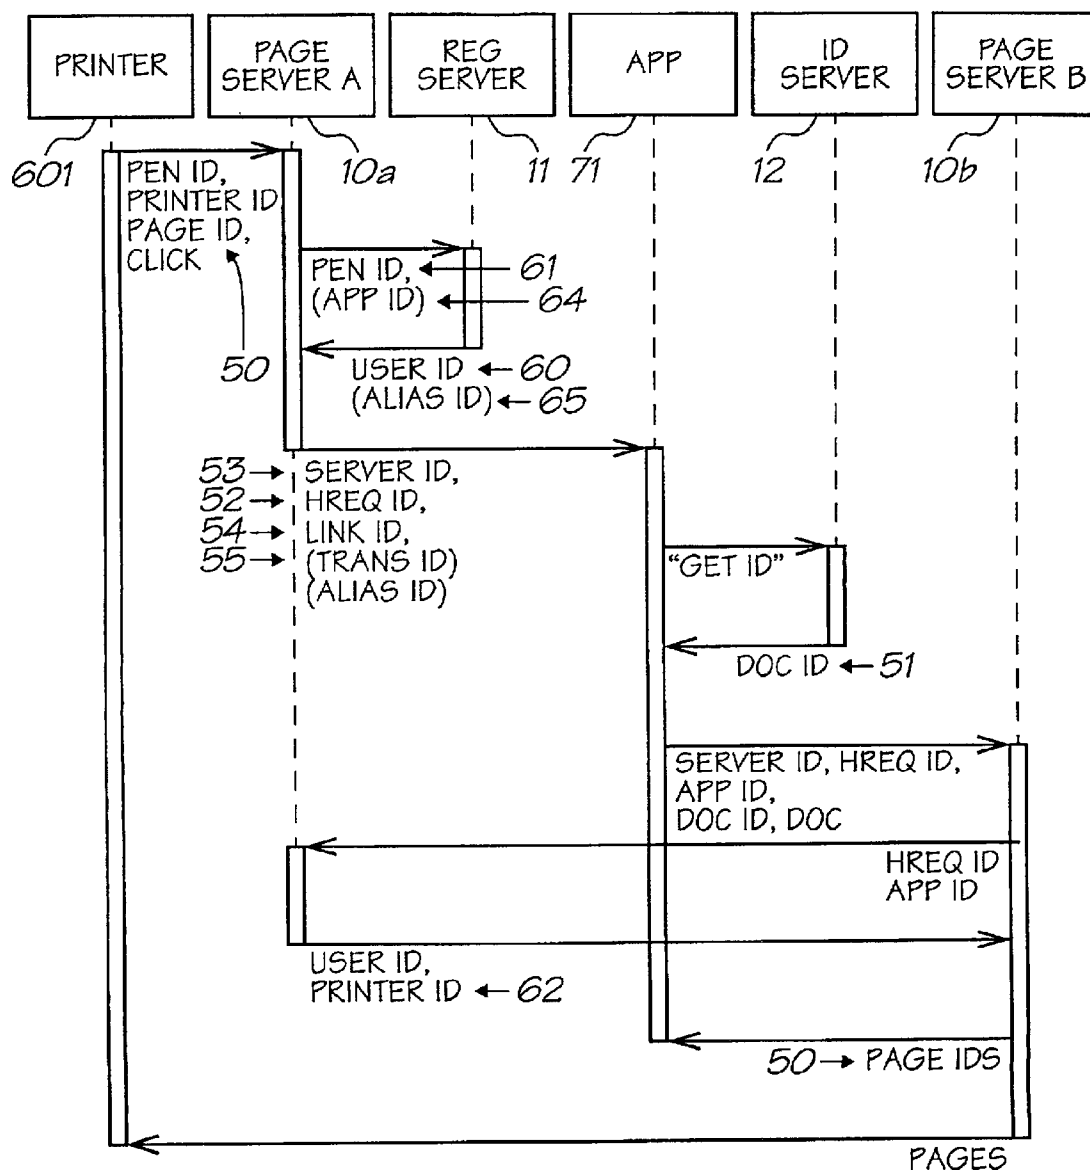 PRINTER
PAGE
SERVER A
REG
SERVER
APP
ID
SERVER
PAGE
SERVER B
601
10a
11
71
12
10b
PEN ID,
PRINTER ID
PAGE ID,
CLICK
50
PEN ID,
61
(APP ID)
64
USER ID
60
(ALIAS ID)
65
53
SERVER ID,
52
HREQ ID,
54
LINK ID,
55
(TRANS ID)
(ALIAS ID)
"GET ID"
DOC ID
51
SERVER ID, HREQ ID,
APP ID,
DOC ID, DOC
HREQ ID
APP ID
USER ID,
PRINTER ID
62
50
PAGE IDS
PAGES